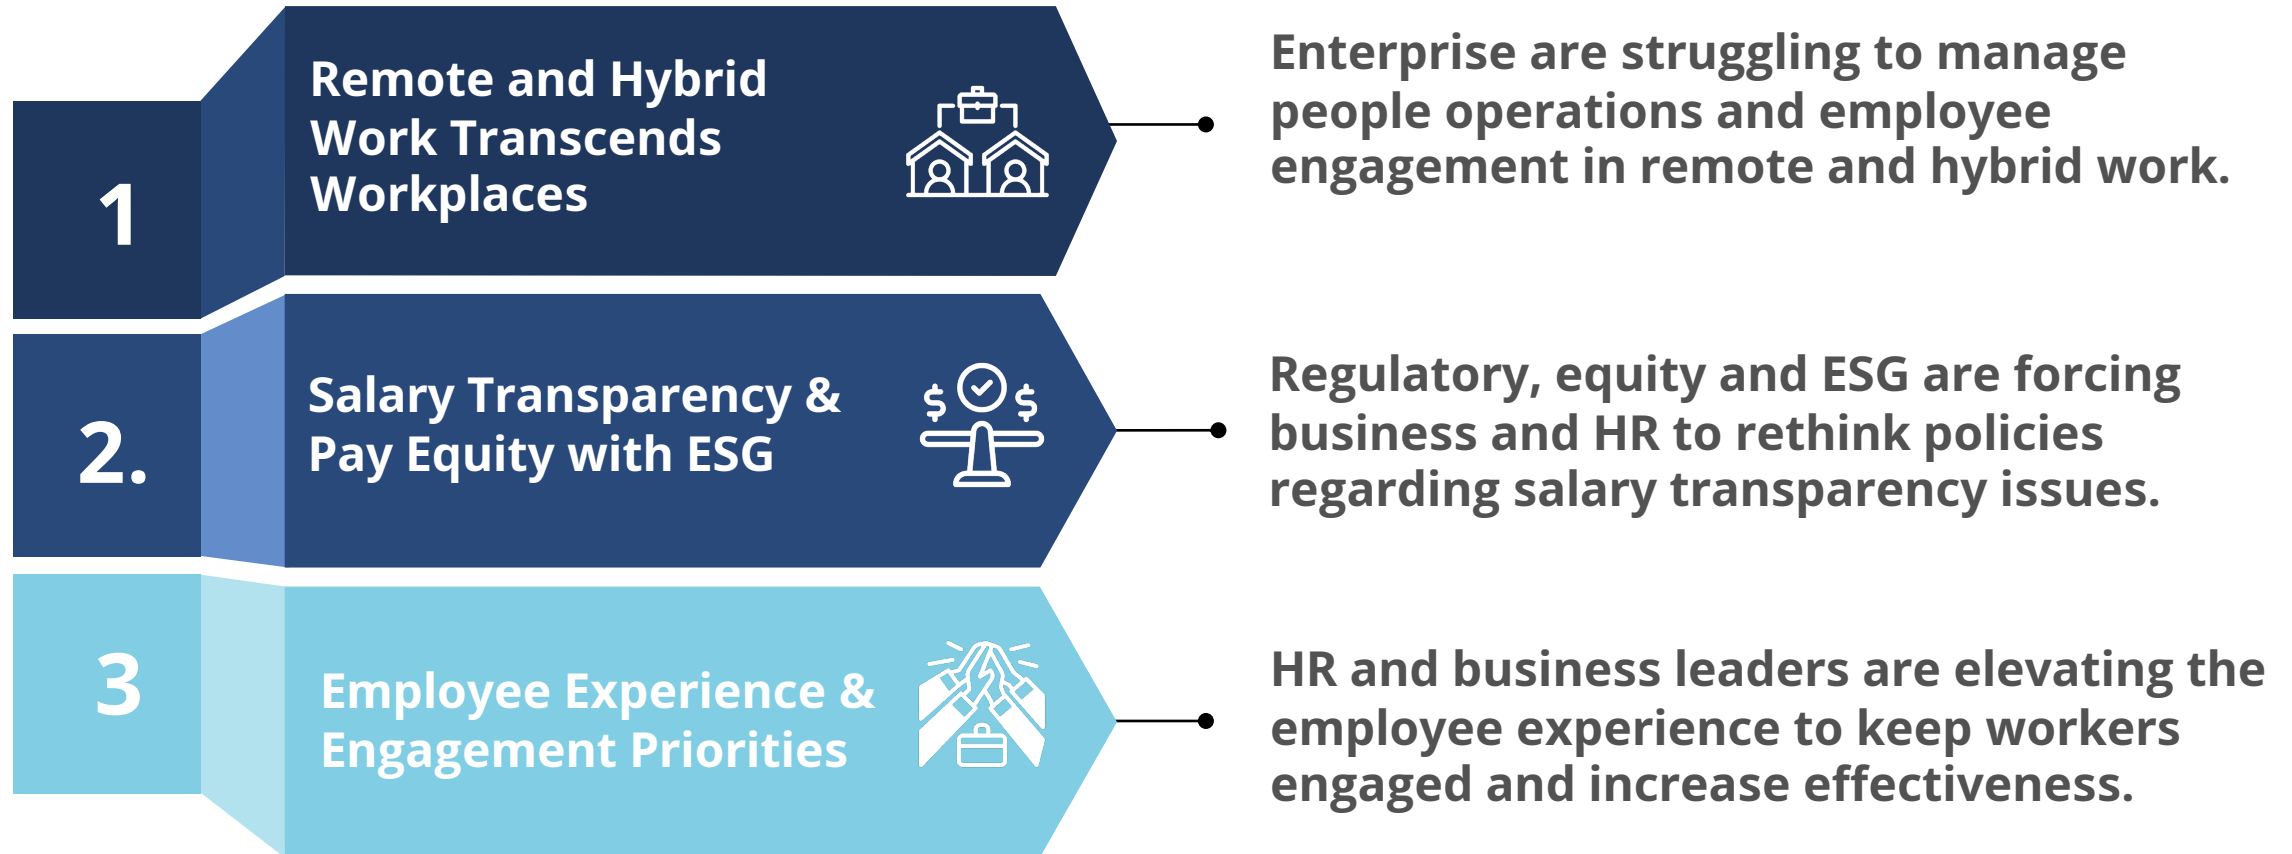 1
Remote and Hybrid
Work Transcends
Workplaces
Enterprise are struggling to manage
people operations and employee
engagement in remote and hybrid work.
2.
Salary Transparency &
Pay Equity with ESG
$ $
Regulatory, equity and ESG are forcing
business and HR to rethink policies
regarding salary transparency issues.
3
Employee Experience &
Engagement Priorities
HR and business leaders are elevating the
employee experience to keep workers
engaged and increase effectiveness.